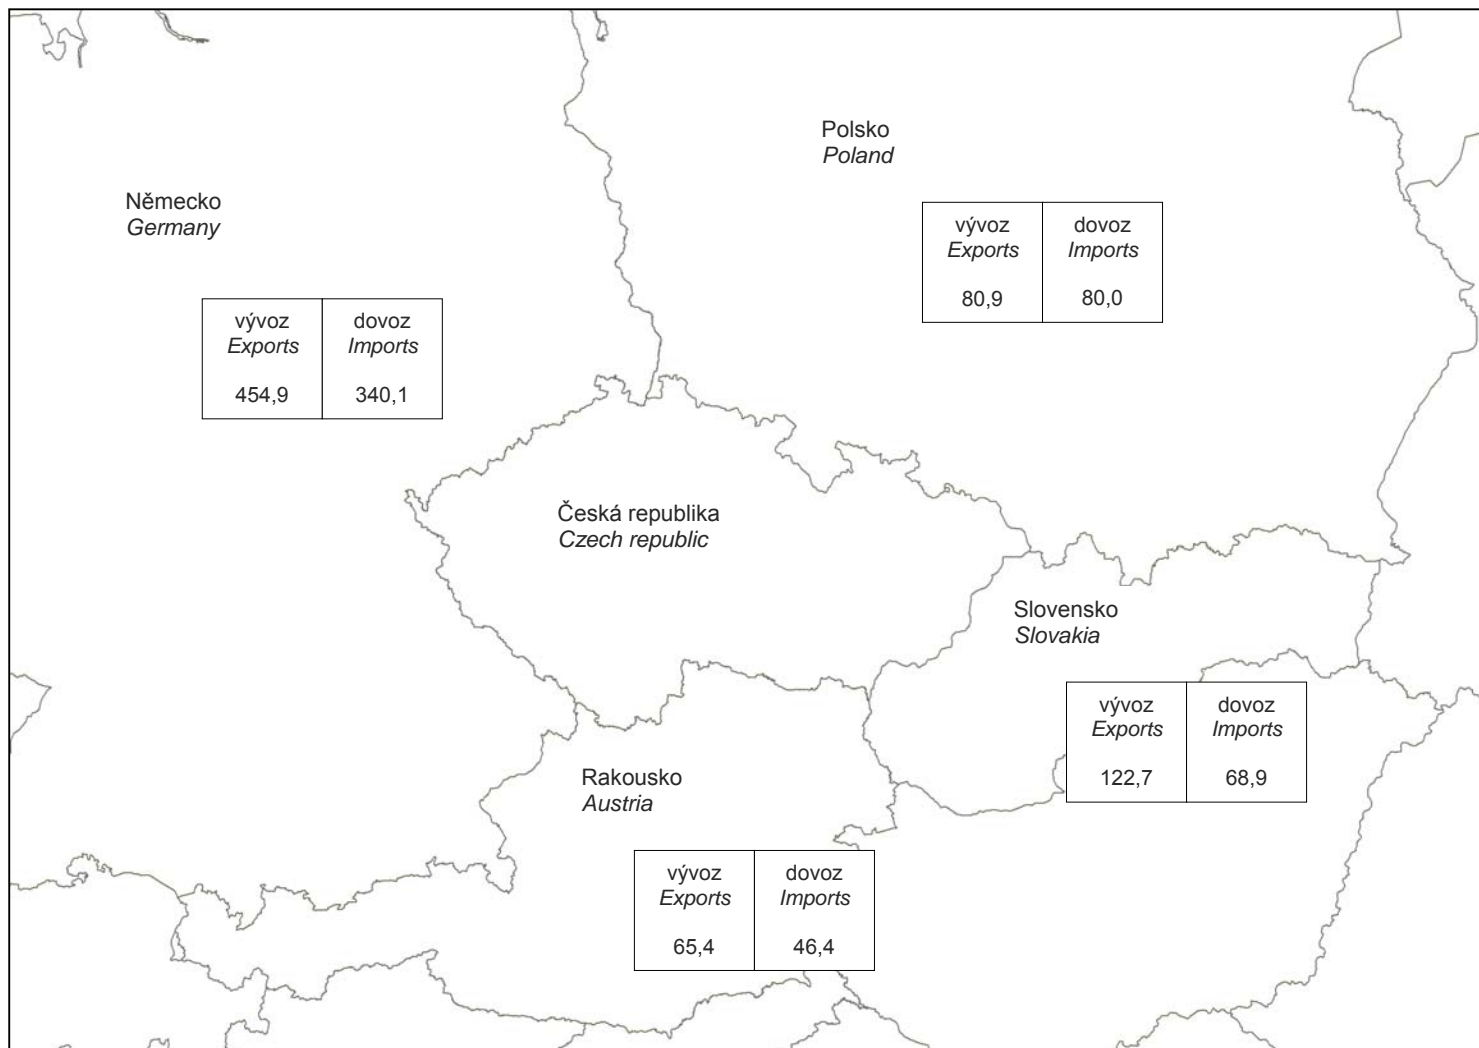 Polsko
Poland
vývoz
Exports
80,9
dovoz
Imports
80,0
Německo
Germany
vývoz
Exports
454,9
dovoz
Imports
340,1
Česká republika
Czech republic
Slovensko
Slovakia
vývoz
Exports
122,7
dovoz
Imports
68,9
Rakousko
Austria
vývoz
Exports
65,4
dovoz
Imports
46,4